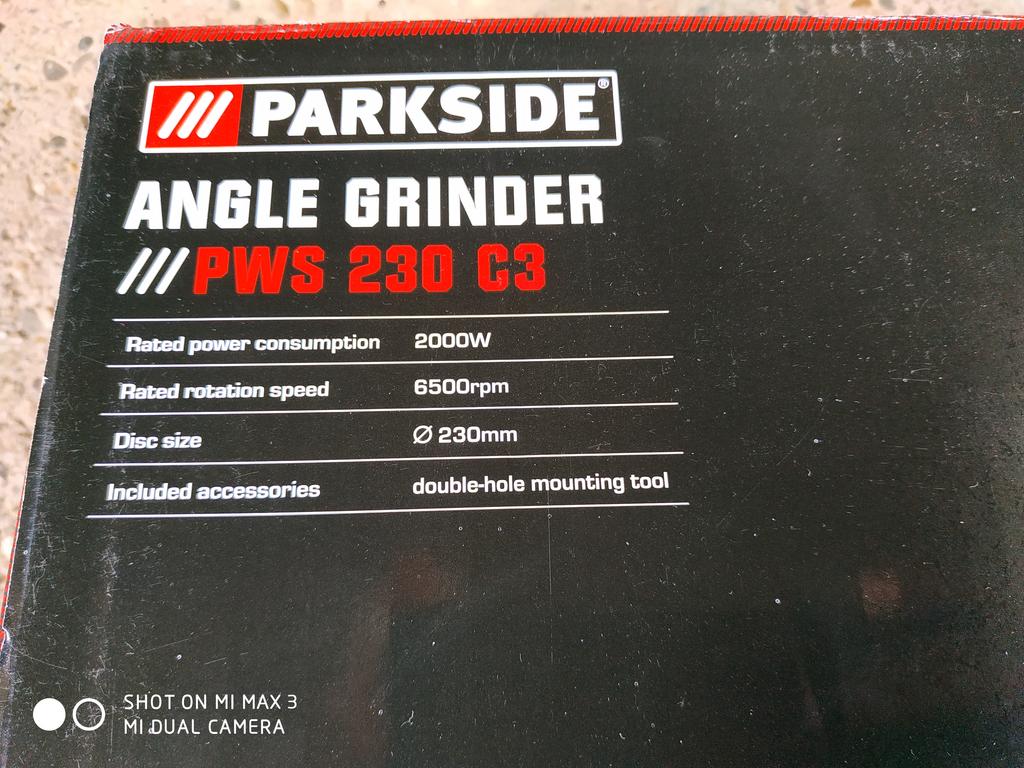 PARKSIDE®
ANGLE GRINDER
/// PWS 230 C3
Rated power consumption 2000W
Rated rotation speed 6500rpm
Disc size Ø 230mm
Included accessories double-hole mounting tool
SHOT ON MI MAX 3
MI DUAL CAMERA